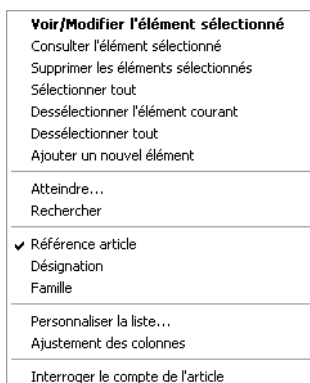 Voir/Modifier l'élément sélectionné
Consulter l'élément sélectionné
Supprimer les éléments sélectionnés
Sélectionner tout
Dessélectionner l'élément courant
Dessélectionner tout
Ajouter un nouvel élément
Atteindre...
Rechercher
Référence article
Désignation
Famille
Personnaliser la liste...
Ajustement des colonnes
Interroger le compte de l'article